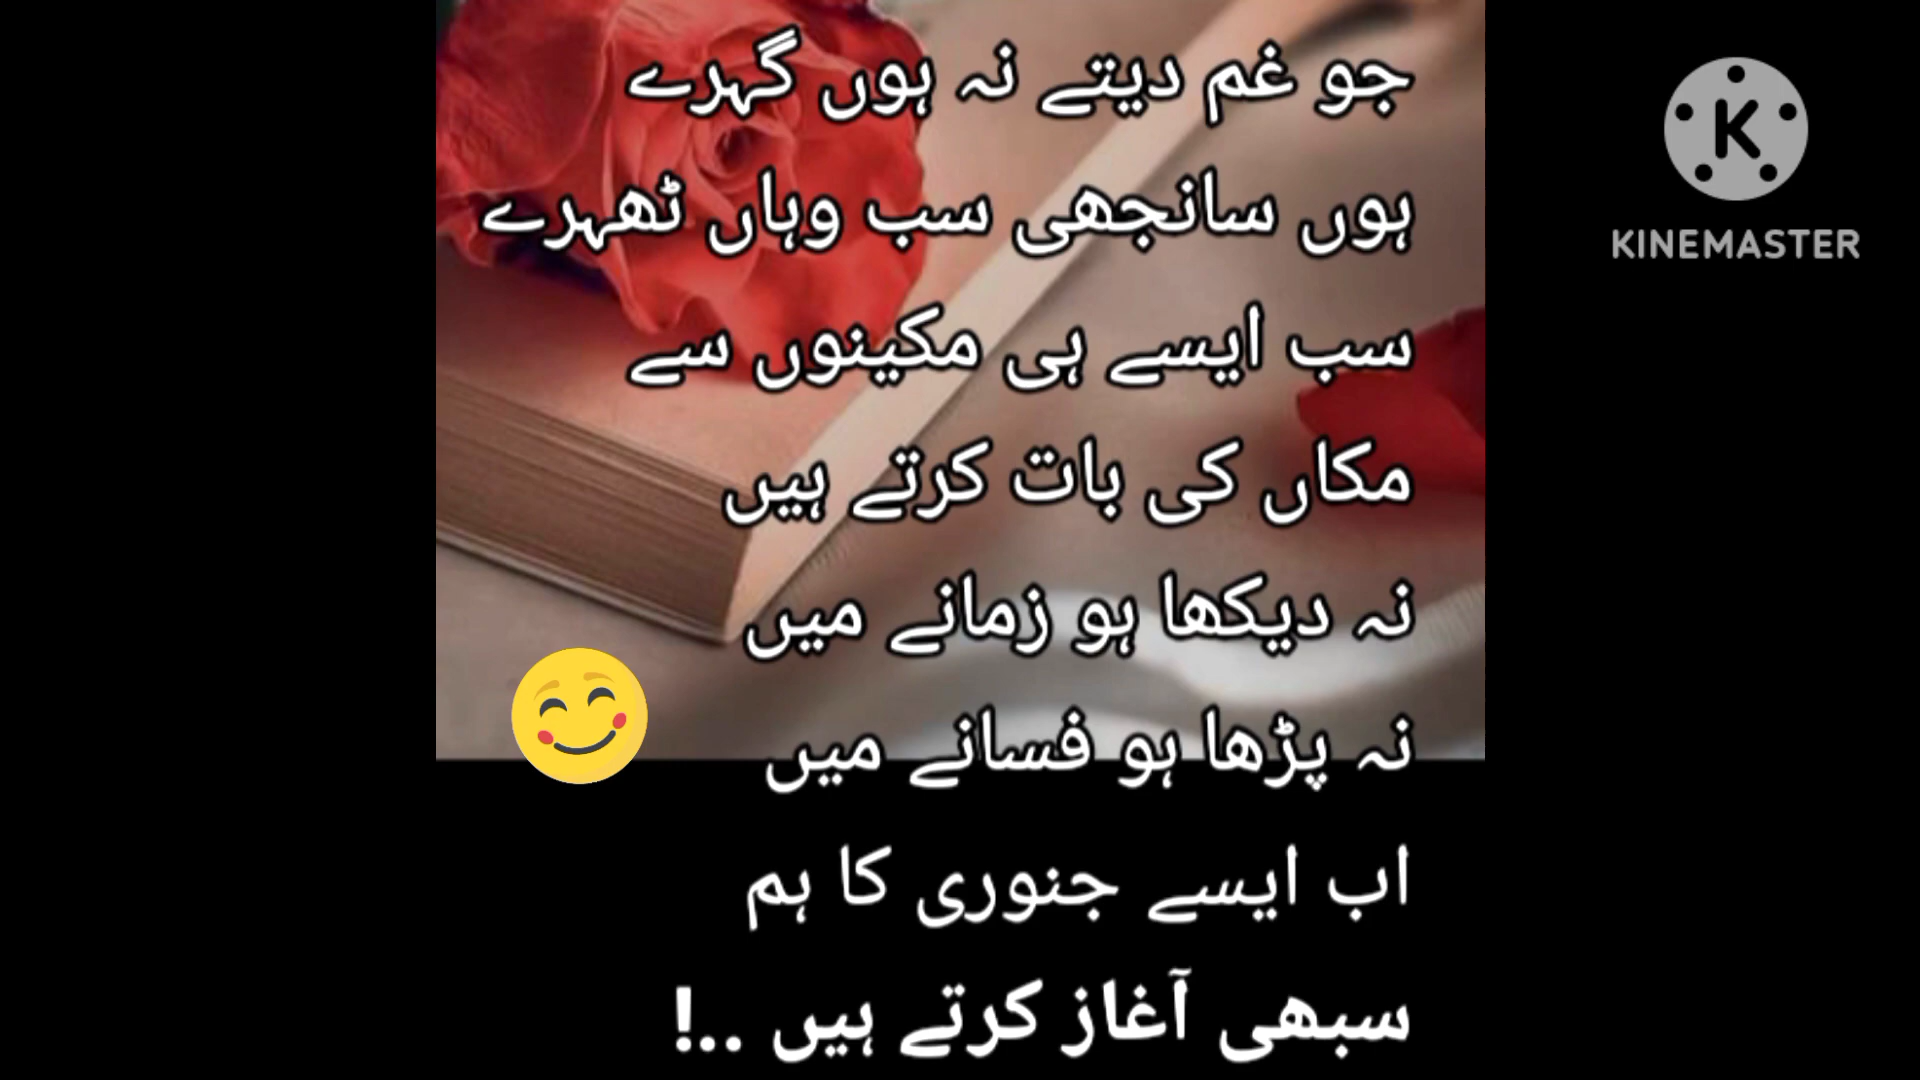 جو غم دیتے نہ ہوں گہرے
ہوں سانجھی سب وہاں ٹھہرے
سب ایسے ہی مکینوں سے
مکاں کی بات کرتے ہیں
نہ دیکھا ہو زمانے میں
نہ پڑھا ہو فسانے میں
اب ایسے جنوری کا ہم
سبھی آغاز کرتے ہیں ..!
K
KINEMASTER